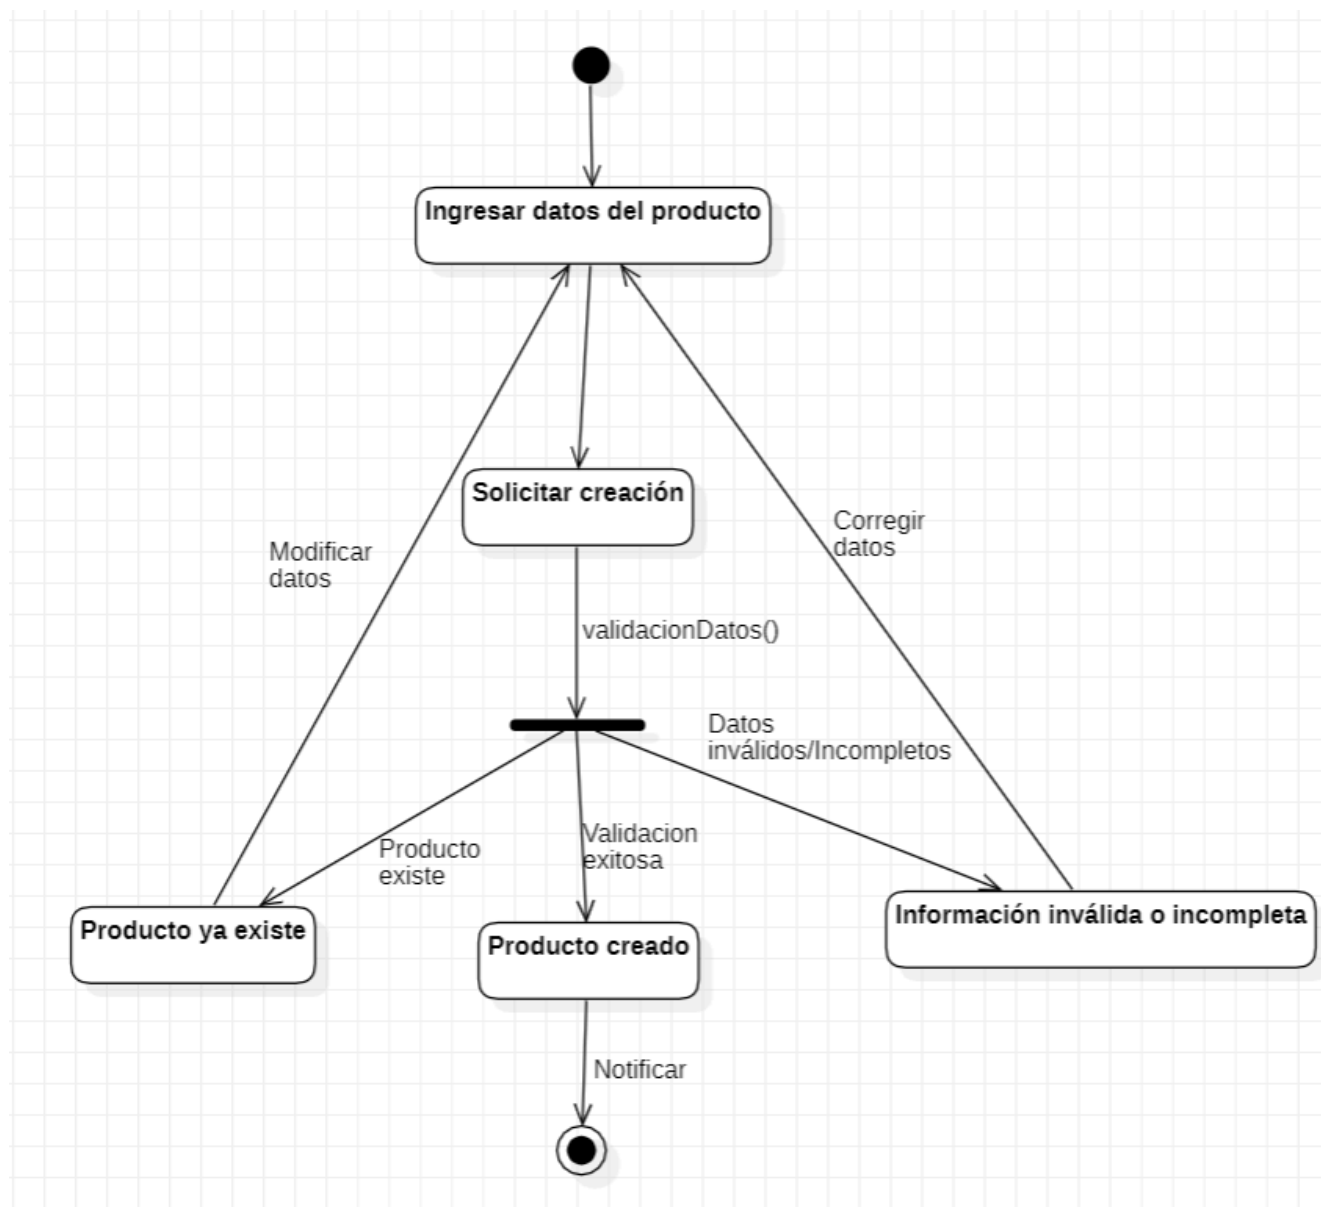 Ingresar datos del producto
Solicitar creación
Corregir
datos
Modificar
datos
validacionDatos()
Datos
inválidos/Incompletos
Validacion
exitosa
Producto
existe
Producto ya existe
Producto creado
Información inválida o incompleta
Notificar